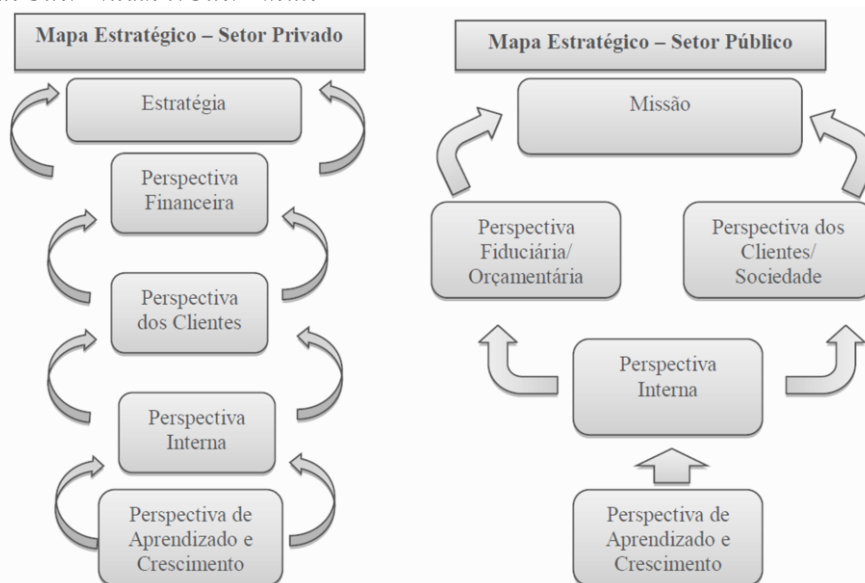 Mapa Estratégico – Setor Privado
Estratégia
Perspectiva
Financeira
Perspectiva
dos Clientes
Perspectiva
Interna
Perspectiva de
Aprendizado e
Crescimento
Mapa Estratégico – Setor Público
Missão
Perspectiva
Fiduciária/
Orçamentária
Perspectiva dos
Clientes/
Sociedade
Perspectiva
Interna
Perspectiva de
Aprendizado e
Crescimento